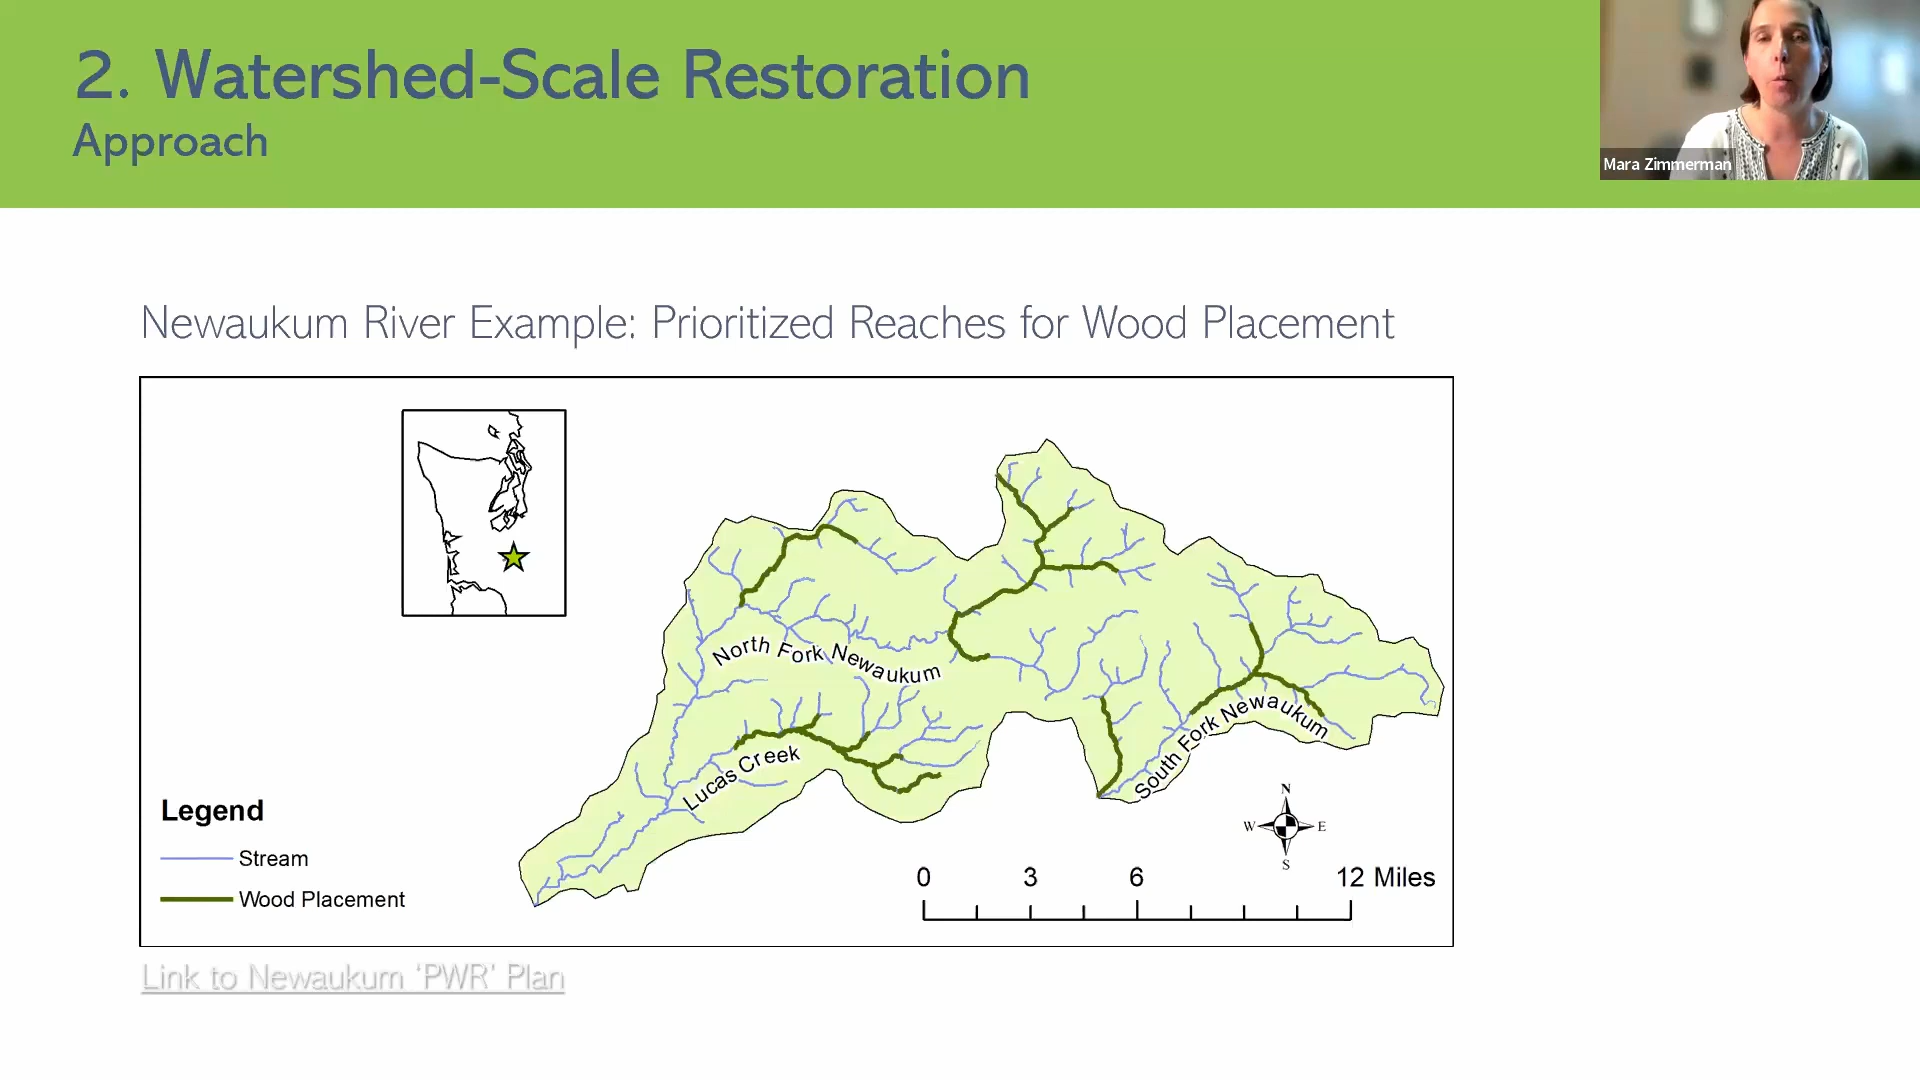 2. Watershed-Scale Restoration
Approach
Mara Zimmerman
Newaukum River Example: Prioritized Reaches for Wood Placement
North Fork Newaukum
Lucas Creek
South Fork Newaukum
Legend
Stream
Wood Placement
N
W E
S
0 3 6 12 Miles
Link to Newaukum ‘PWR’ Plan